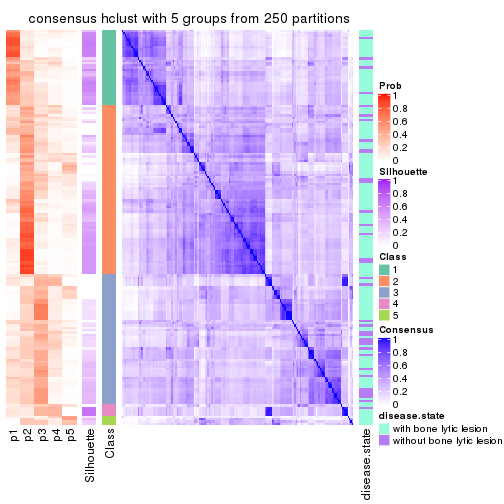 consensus hclust with 5 groups from 250 partitions
Prob
1
0.8
0.6
0.4
0.2
0
Silhouette
1
0.8
0.6
0.4
0.2
0
Class
1
2
3
4
5
Consensus
1
0.8
0.6
0.4
0.2
0
disease.state
with bone lytic lesion
without bone lytic lesion
p1
p2
p3
p4
p5
Silhouette
Class
disease.state